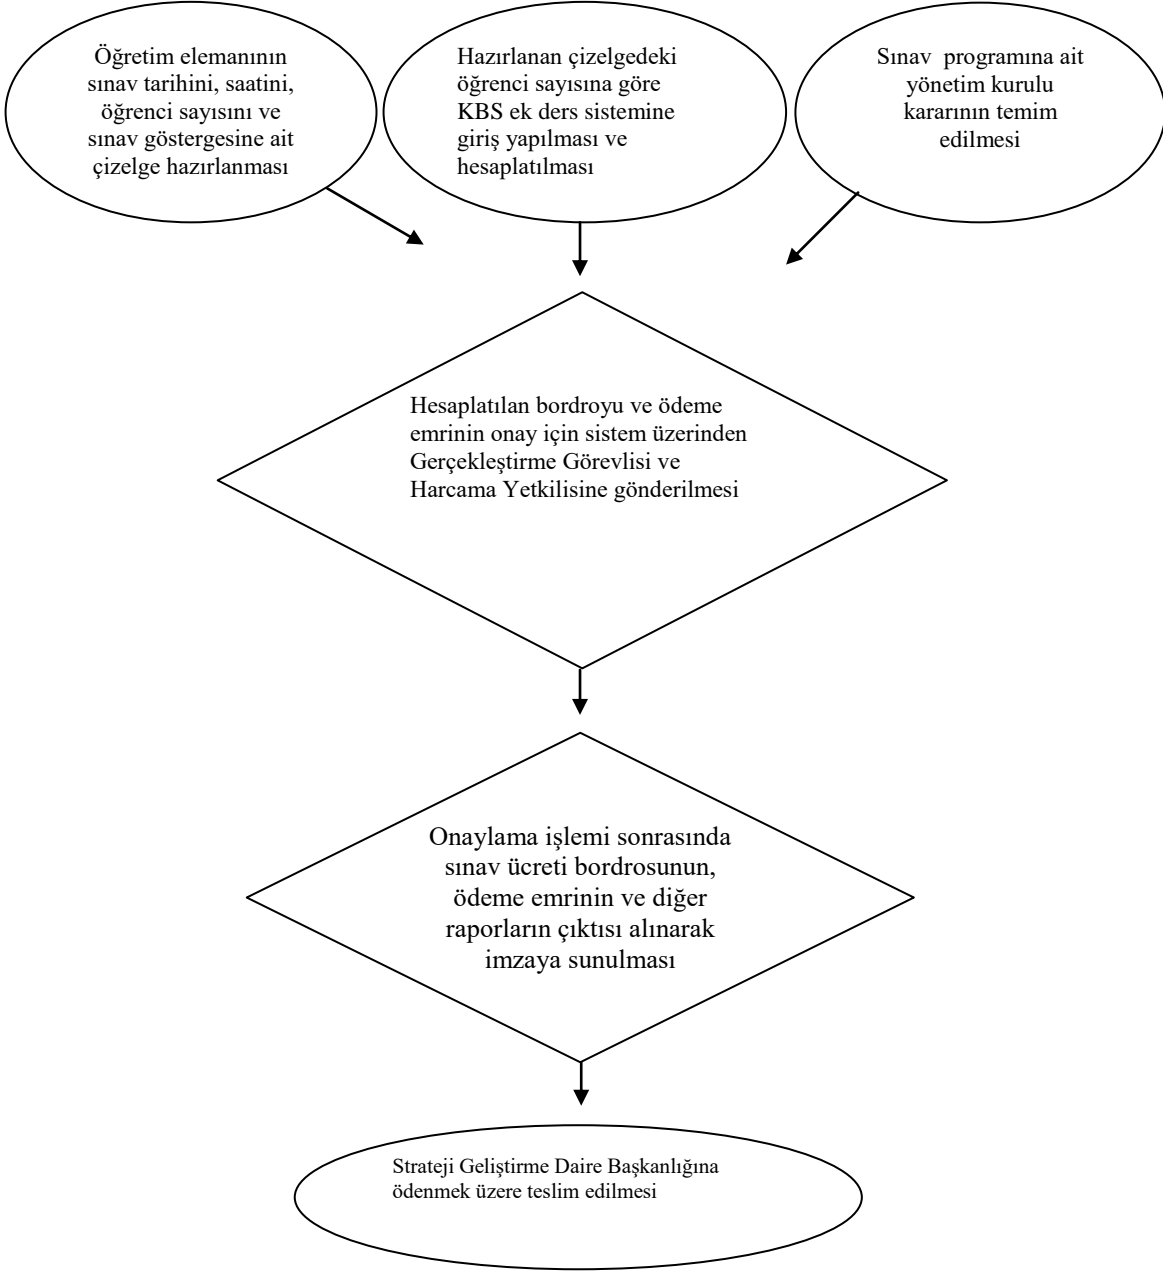 Öğretim elemanının
sınav tarihini, saatini,
öğrenci sayısını ve
sınav göstergesine ait
çizelge hazırlanması
Hazırlanan çizelgedeki
öğrenci sayısına göre
KBS ek ders sistemine
giriş yapılması ve
hesaplatılması
Sınav programına ait
yönetim kurulu
kararının temim
edilmesi
Hesaplatılan bordroyu ve ödeme
emrinin onay için sistem üzerinden
Gerçekleştirme Görevlisi ve
Harcama Yetkilisine gönderilmesi
Onaylama işlemi sonrasında
sınav ücreti bordrosunun,
ödeme emrinin ve diğer
raporların çıktısı alınarak
imzaya sunulması
Strateji Geliştirme Daire Başkanlığına
ödenmek üzere teslim edilmesi